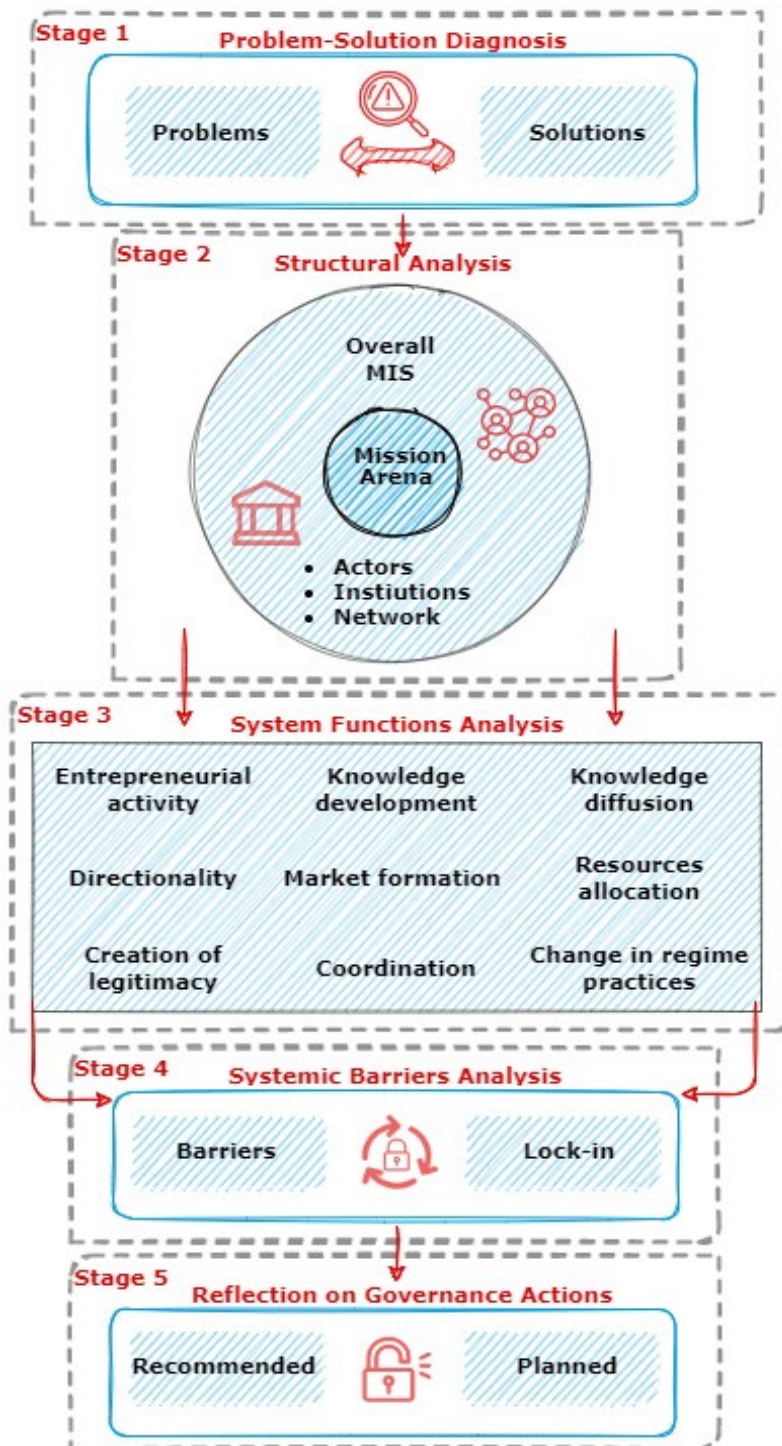 Stage 1
Problem-Solution Diagnosis
Problems
Solutions
Stage 2
Structural Analysis
Overall
MIS
Mission
Arena
• Actors
• Instiutions
• Network
Stage 3
System Functions Analysis
Entrepreneurial
activity
Knowledge
development
Knowledge
diffusion
Directionality
Market formation
Resources
allocation
Creation of
legitimacy
Coordination
Change in regime
practices
Stage 4
Systemic Barriers Analysis
Barriers
Lock-in
Stage 5
Reflection on Governance Actions
Recommended
Planned